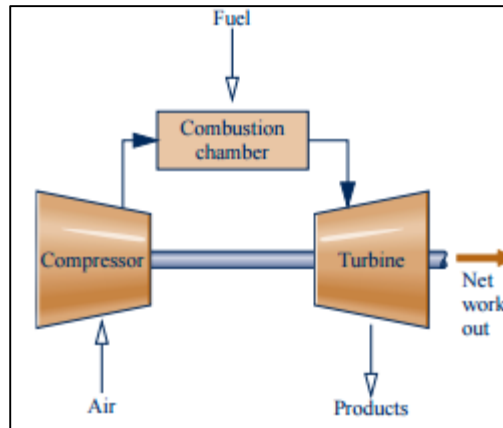 Fuel
Combustion
chamber
Compressor
Turbine
Net
work
out
Air
Products